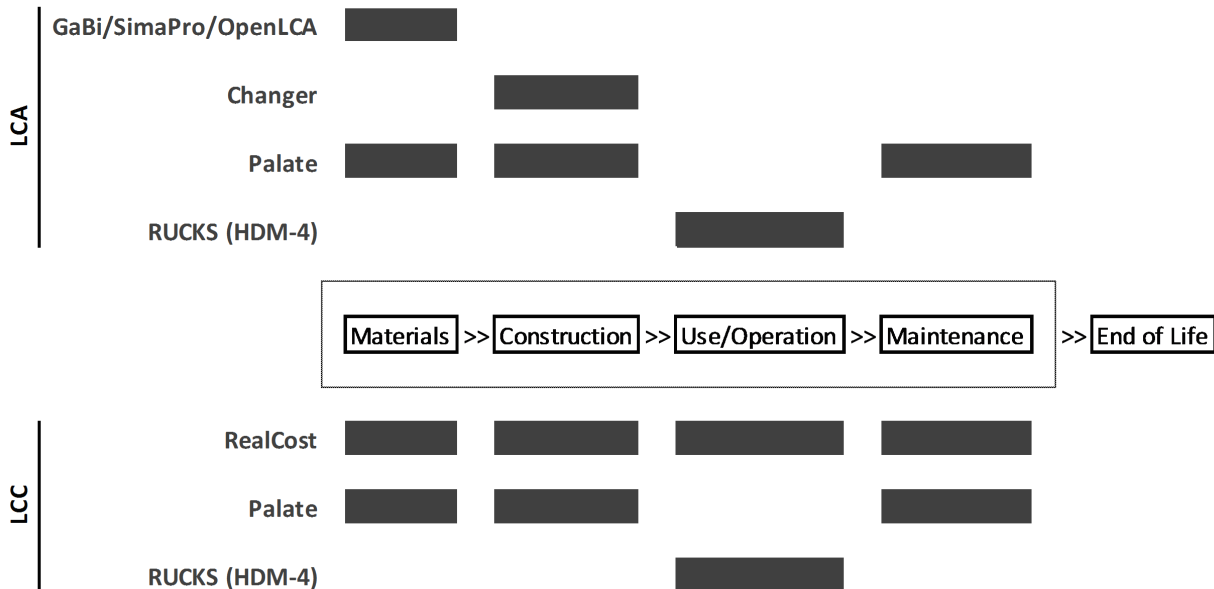 LCA
GaBi/SimaPro/OpenLCA
Changer
Palate
RUCKS (HDM-4)
Materials >> Construction >> Use/Operation >> Maintenance >> End of Life
LCC
RealCost
Palate
RUCKS (HDM-4)